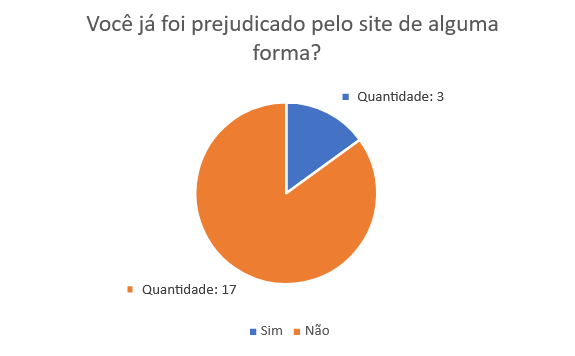 Você já foi prejudicado pelo site de alguma
forma?
Quantidade: 3
Quantidade: 17
Sim Não